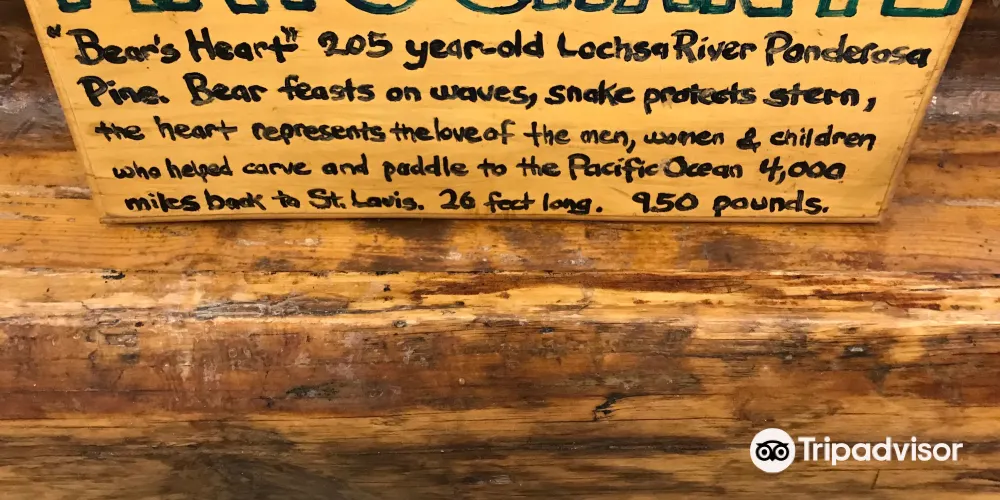 "Bear's Heart" 205 year-old Lochsa River Ponderosa
Pine. Bear feasts on waves, snake protects stern,
the heart represents the love of the men, women & children
who helped carve and paddle to the Pacific Ocean 4,000
miles back to St. Louis. 26 feet long. 950 pounds.
Tripadvisor